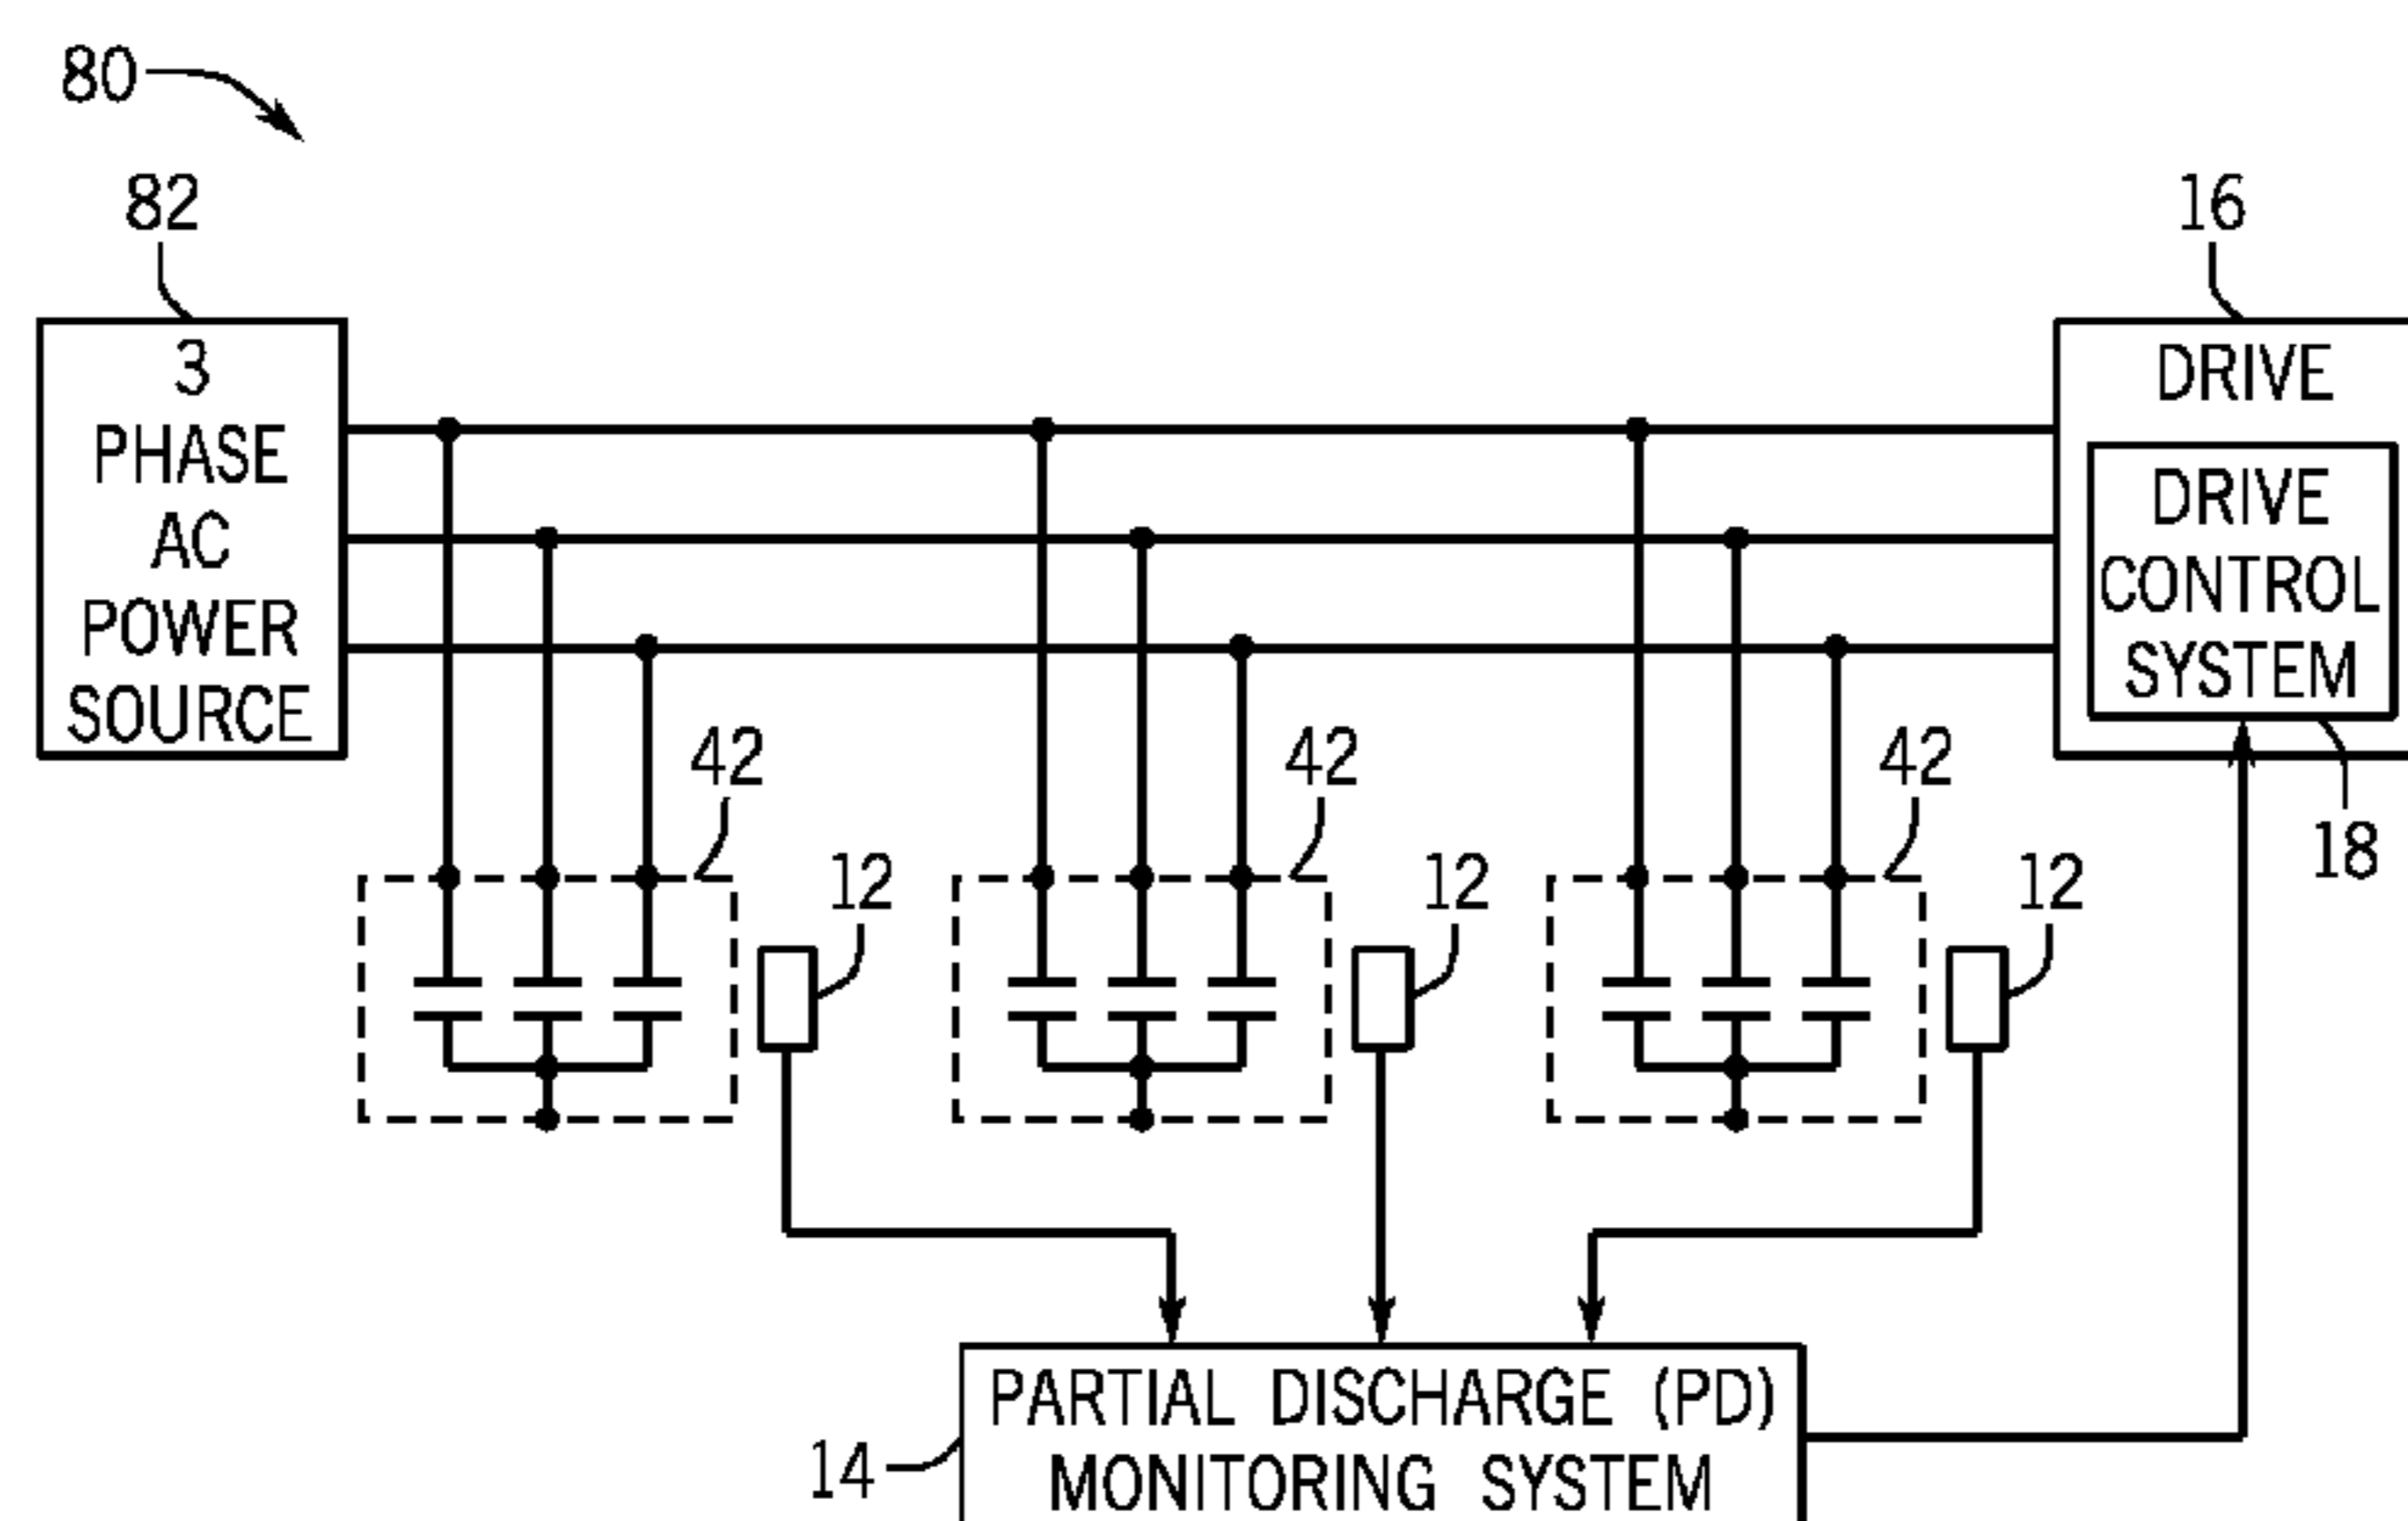 80
82
16
3
PHASE
AC
POWER
SOURCE
DRIVE
DRIVE
CONTROL
SYSTEM
42
42
42
12
12
12
18
PARTIAL DISCHARGE (PD)
MONITORING SYSTEM
14